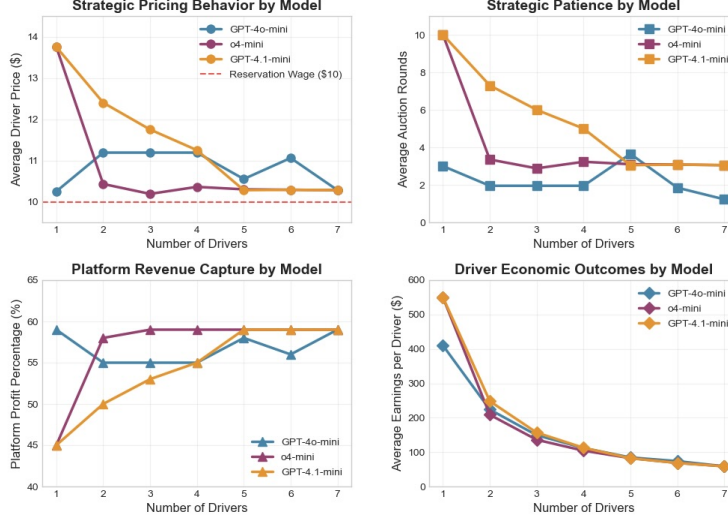 Strategic Pricing Behavior by Model
Average Driver Price ($)
14
13
12
11
10
GPT-4o-mini
o4-mini
GPT-4.1-mini
Reservation Wage ($10)
1 2 3 4 5 6 7
Number of Drivers
Strategic Patience by Model
Average Auction Rounds
10
8
6
4
2
0
GPT-4o-mini
o4-mini
GPT-4.1-mini
1 2 3 4 5 6 7
Number of Drivers
Platform Revenue Capture by Model
Platform Profit Percentage (%)
65
60
55
50
45
40
GPT-4o-mini
o4-mini
GPT-4.1-mini
1 2 3 4 5 6 7
Number of Drivers
Driver Economic Outcomes by Model
Average Earnings per Driver ($)
600
500
400
300
200
100
0
GPT-4o-mini
o4-mini
GPT-4.1-mini
1 2 3 4 5 6 7
Number of Drivers